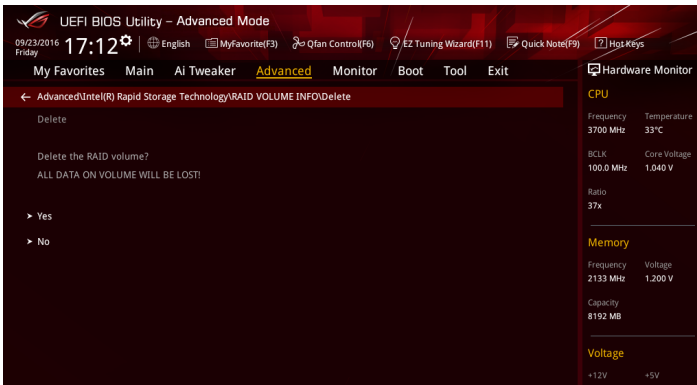 UEFI BIOS Utility – Advanced Mode
09/23/2016 Friday 17:12 English MyFavorite(F3) Qfan Control(F6) EZ Tuning Wizard(F11) Quick Note(F9) Hot Keys
My Favorites Main Ai Tweaker Advanced Monitor Boot Tool Exit
Hardware Monitor
← Advanced\Intel(R) Rapid Storage Technology\RAID VOLUME INFO\Delete
Delete
Delete the RAID volume?
ALL DATA ON VOLUME WILL BE LOST!
> Yes
> No
CPU
Frequency Temperature
3700 MHz 33°C
BCLK Core Voltage
100.0 MHz 1.040 V
Ratio
37x
Memory
Frequency Voltage
2133 MHz 1.200 V
Capacity
8192 MB
Voltage
+12V +5V